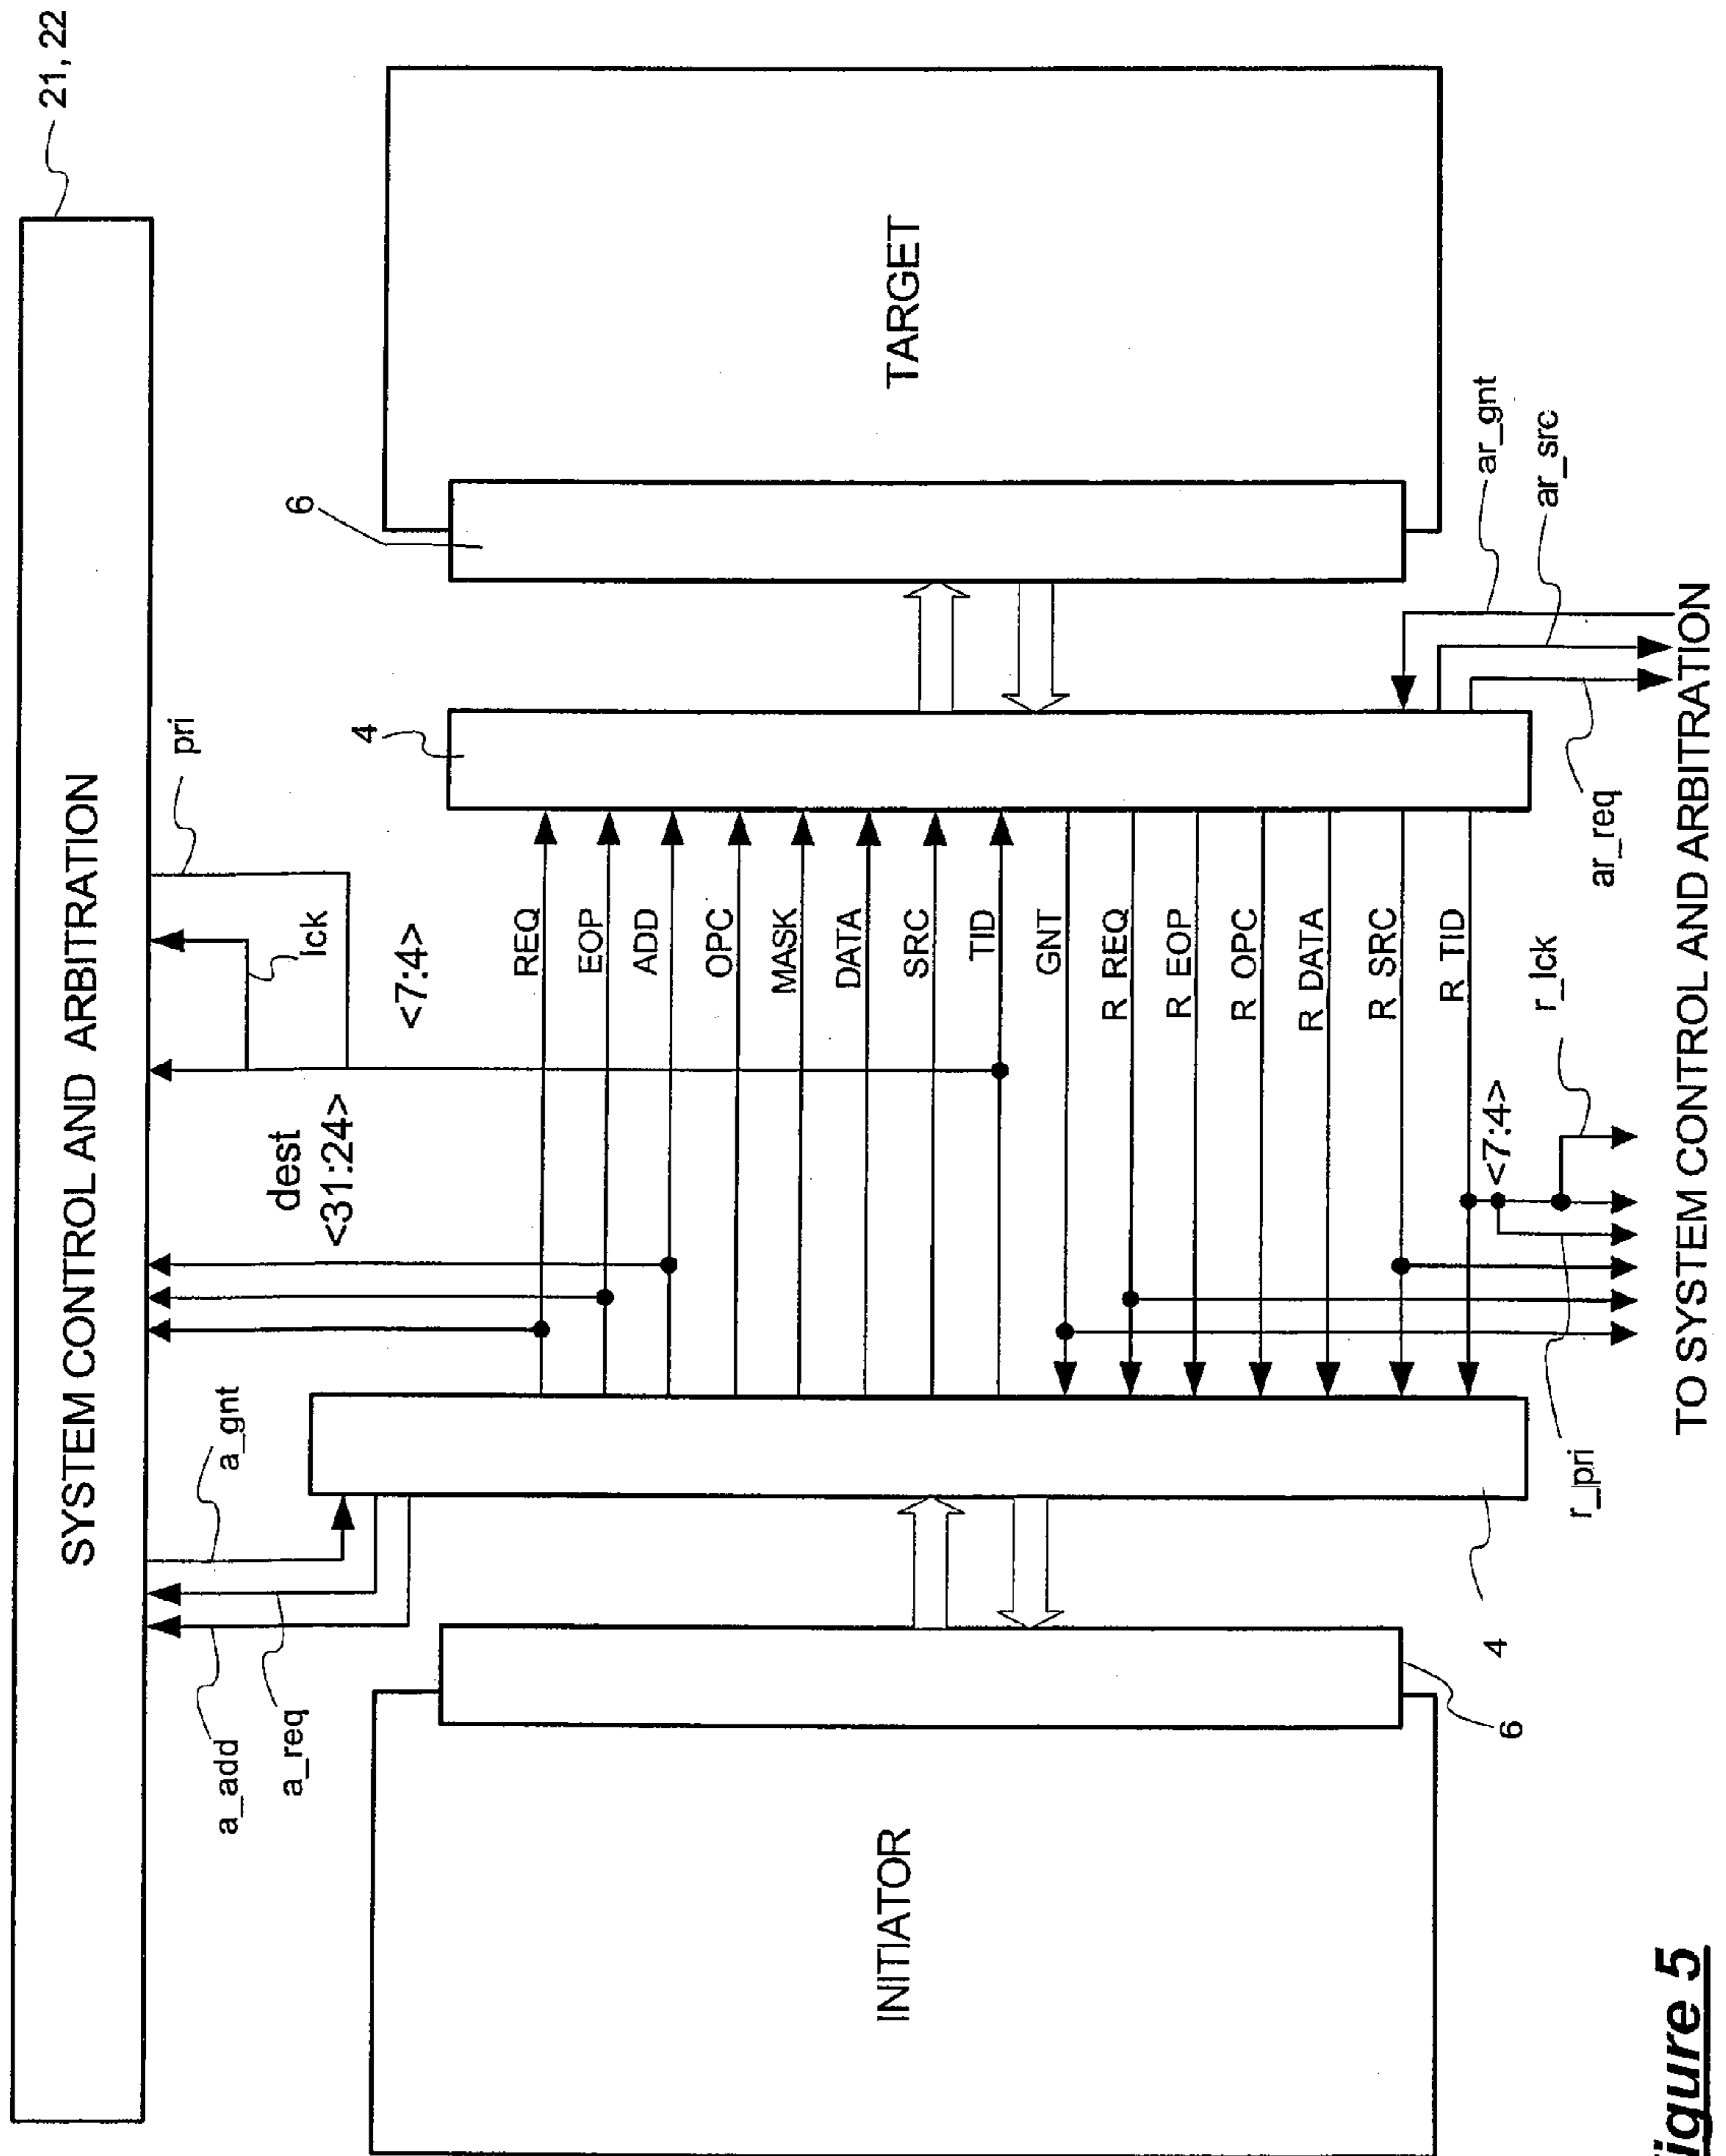 21, 22
SYSTEM CONTROL AND ARBITRATION
a_add
a_req
a_gnt
dest
<31:24>
<7:4>
lck
pri
INITIATOR
6
4
REQ
EOP
ADD
OPC
MASK
DATA
SRC
TID
GNT
R_REQ
R_EOP
R_OPC
R_DATA
R_SRC
R_TID
4
6
TARGET
4
r_pri
<7:4>
r_lck
ar_req
ar_src
ar_gnt
TO SYSTEM CONTROL AND ARBITRATION
igure 5